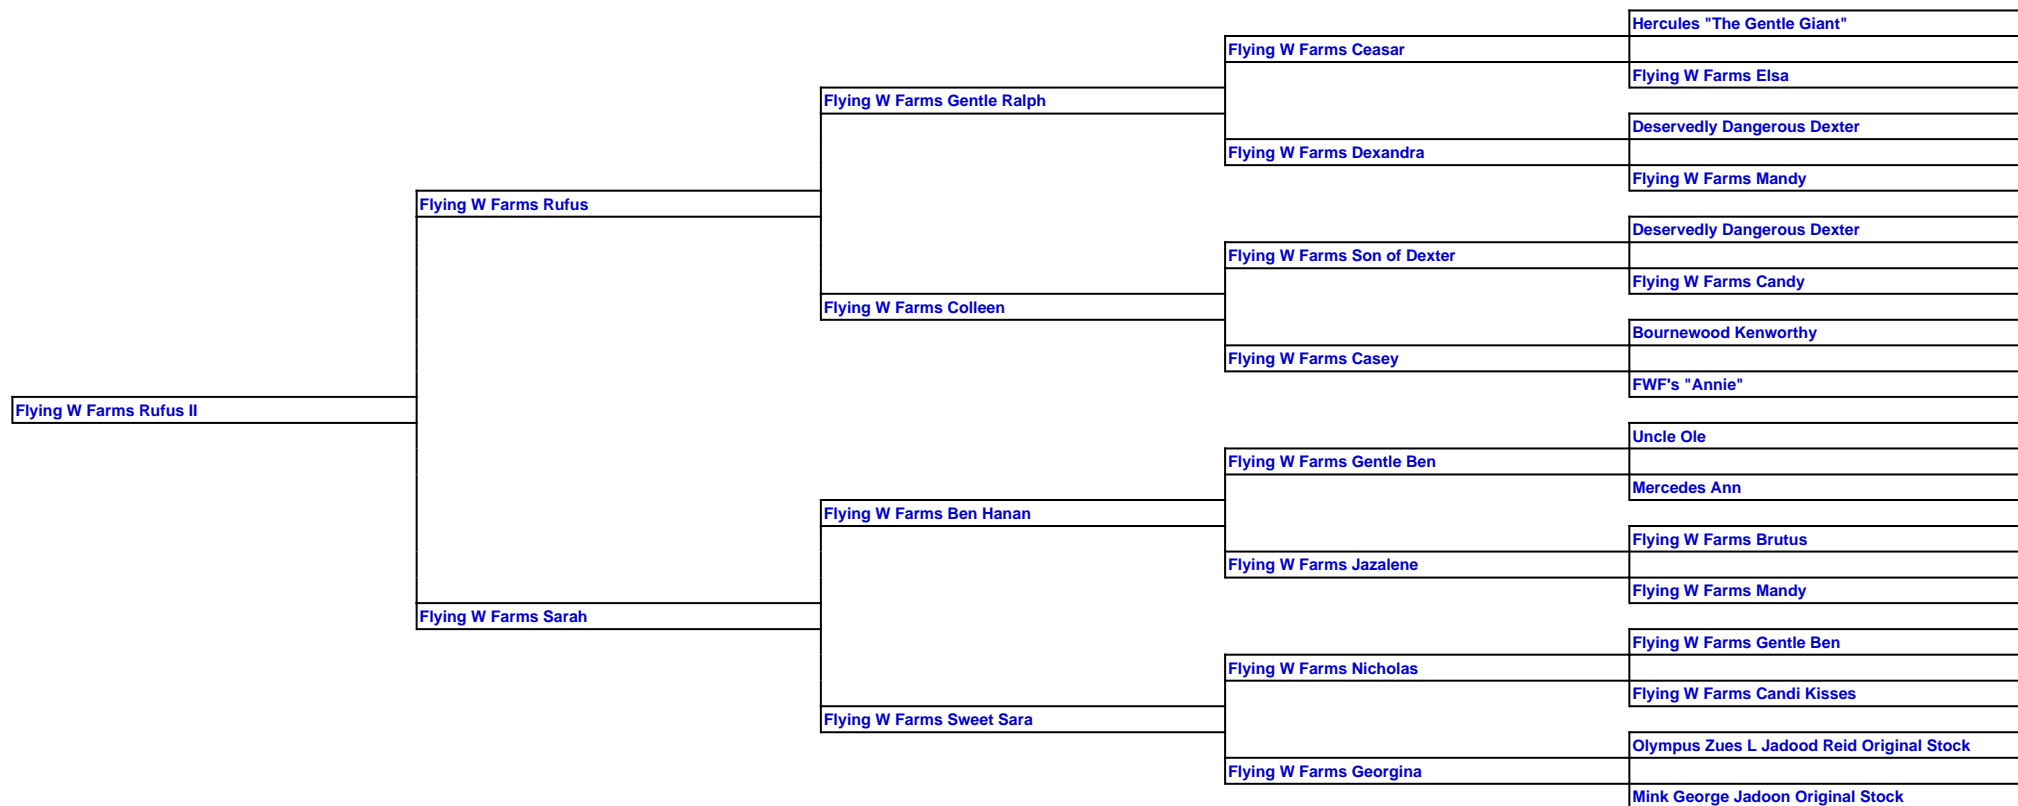 Hercules "The Gentle Giant"
Flying W Farms Ceasar
Flying W Farms Elsa
Flying W Farms Gentle Ralph
Deservedly Dangerous Dexter
Flying W Farms Dexandra
Flying W Farms Mandy
Flying W Farms Rufus
Deservedly Dangerous Dexter
Flying W Farms Son of Dexter
Flying W Farms Candy
Flying W Farms Colleen
Bournewood Kenworthy
Flying W Farms Casey
FWF's "Annie"
Flying W Farms Rufus II
Uncle Ole
Flying W Farms Gentle Ben
Mercedes Ann
Flying W Farms Ben Hanan
Flying W Farms Brutus
Flying W Farms Jazalene
Flying W Farms Mandy
Flying W Farms Sarah
Flying W Farms Gentle Ben
Flying W Farms Nicholas
Flying W Farms Candi Kisses
Flying W Farms Sweet Sara
Olympus Zues L Jadood Reid Original Stock
Flying W Farms Georgina
Mink George Jadoon Original Stock